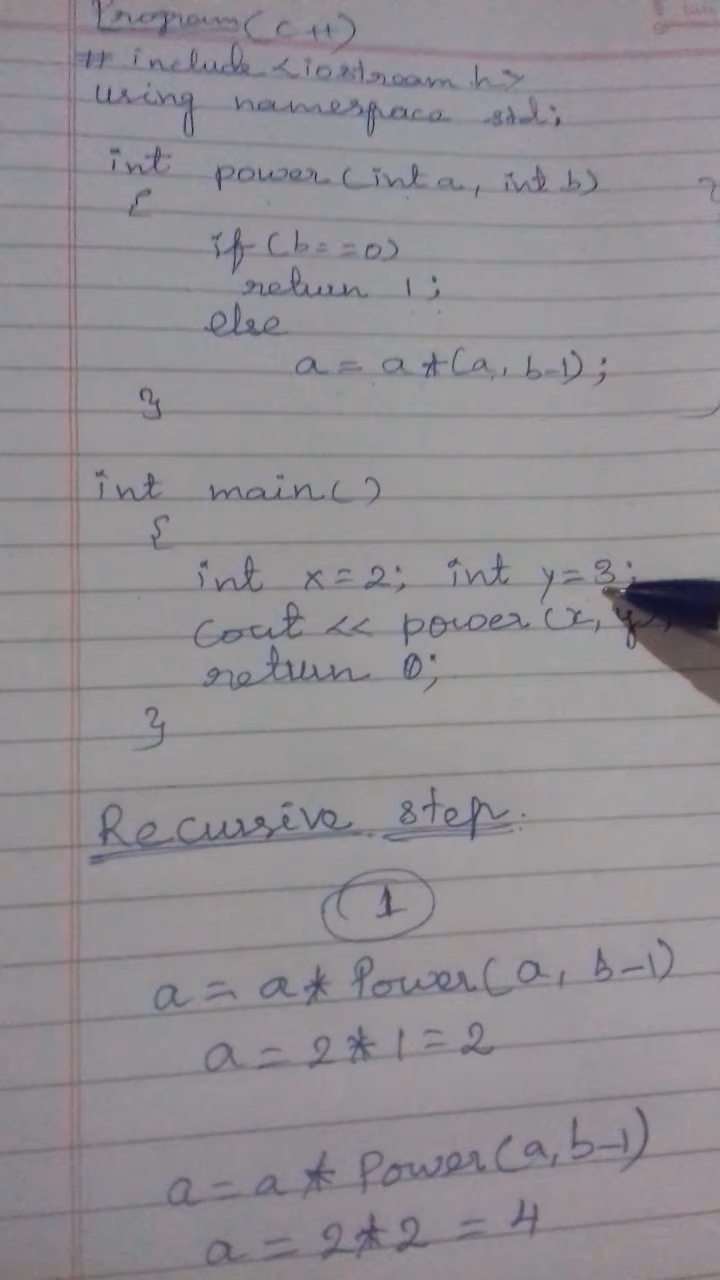 Program (C++)
# include <iostream.h>
using namespace std;
int power(int a, int b)
{
if (b==0)
return 1;
else
a = a*(a, b-1);
}
int main()
{
int x=2; int y=3;
cout << power(x, y);
return 0;
}
Recursive step.
1
a = a* Power(a, b-1)
a = 2*1=2
a = a* Power(a, b-1)
a = 2*2 = 4